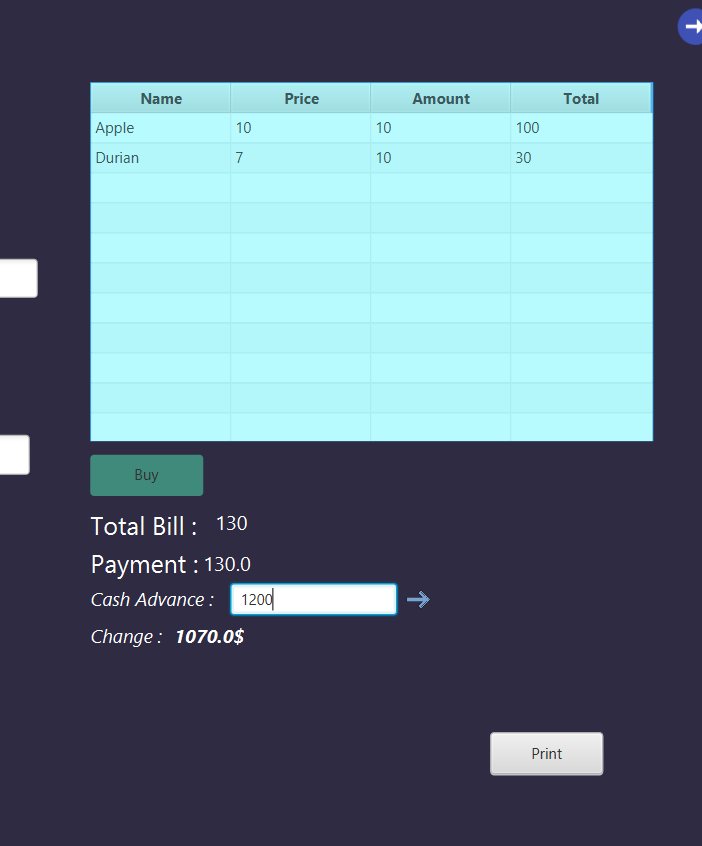 Name Price Amount Total
Apple 10 10 100
Durian 7 10 30
Buy
Total Bill : 130
Payment : 130.0
Cash Advance : 1200
Change : 1070.0$
Print